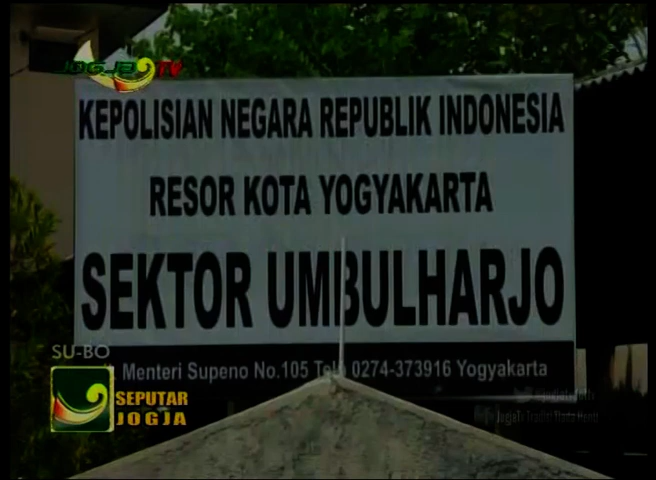 JOGJA TV
KEPOLISIAN NEGARA REPUBLIK INDONESIA
RESOR KOTA YOGYAKARTA
SEKTOR UMBULHARJO
Menteri Supeno No.105 Telp 0274-373916 Yogyakarta
SU-BO
SEPUTAR
JOGJA